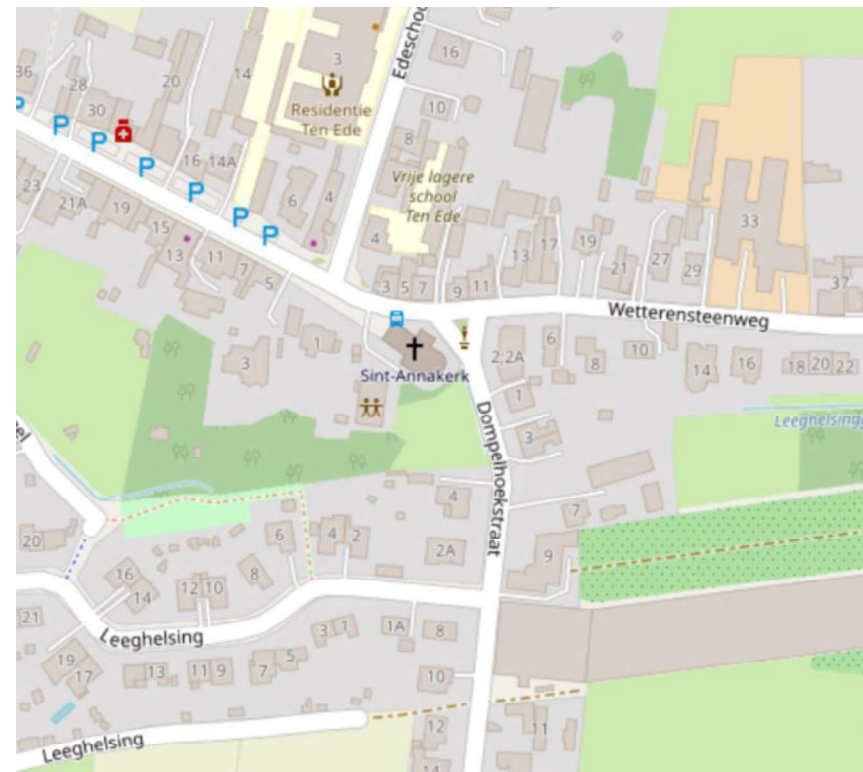 Edeschoo
16
36
28
20
14
3
30
Residentie
Ten Ede
10
8
P
P
P
P
P
P
P
16
14A
Vrije lagere
school
Ten Ede
23
21A
19
15
13
11
7
5
6
4
4
3
5
7
9
11
13
17
19
21
27
29
33
37
Wetterensteenweg
1
3
Sint-Annakerk
2,2A
6
8
10
14
16
18
20
22
1
3
Leeghelsing
Dompelhoekstraat
el
4
7
20
6
4
2
2A
9
16
14
12
10
8
21
Leeghelsing
3
1
1A
8
19
17
13
11
9
7
5
10
Leeghelsing
12
11
14